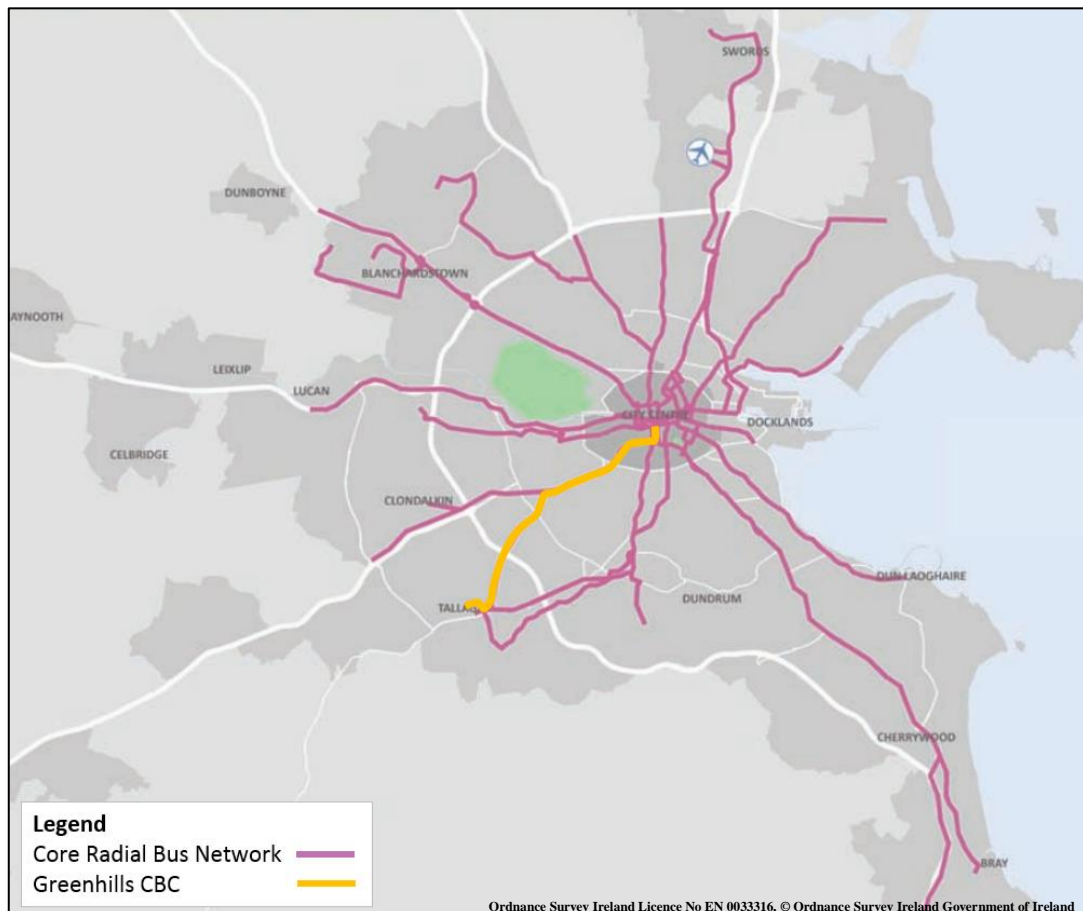 SWORDS
DUNBOYNE
BLANCHARDSTOWN
AYNOOTH
LEIXLIP
LUCAN
CITY CENTRE
DOCKLANDS
CELBRIDGE
CLONDALKIN
DUN LAOGHAIRE
DUNDRUM
CHERRYWOOD
BRAY
Legend
Core Radial Bus Network
Greenhills CBC
Ordnance Survey Ireland Licence No EN 0033316. © Ordnance Survey Ireland Government of Ireland